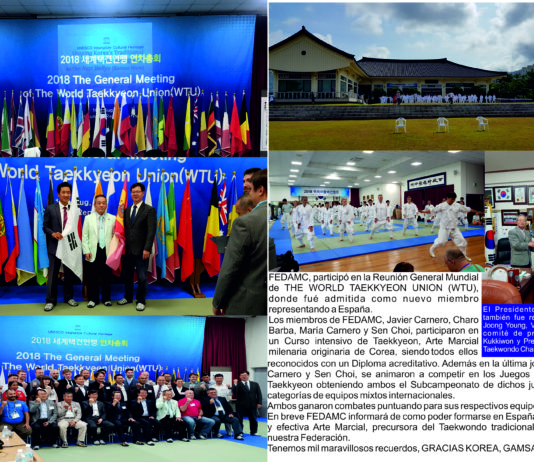 UNESCO Intangible Cultural Heritage
2018 세계택견연맹 연차총회
2018 The General Meeting
of The World Taekkyeon Union(WTU)
General Meeting
World Taekkyeon Union(WTU)
2018 세계택견연맹 연차총회
2018 The General Meeting
The World Taekkyeon Union(WTU)
FEDAMC, participó en la Reunión General Mundial
de THE WORLD TAEKKYEON UNION (WTU),
donde fué admitida como nuevo miembro
representando a España.
Los miembros de FEDAMC, Javier Carnero, Charo
Barba, María Carnero y Sen Choi, participaron en
un Curso intensivo de Taekkyeon, Arte Marcial
milenaria originaria de Corea, siendo todos ellos
reconocidos con un Diploma acreditativo. Además en la última jo
Carnero y Sen Choi, se animaron a competir en los Juegos
Taekkyeon obteniendo ambos el Subcampeonato de dichos ju
categorías de equipos mixtos internacionales.
Ambos ganaron combates puntuando para sus respectivos equipo
En breve FEDAMC informará de como poder formarse en España
y efectiva Arte Marcial, precursora del Taekwondo tradicional
nuestra Federación.
Tenemos mil maravillosos recuerdos, GRACIAS KOREA, GAMSA
El Presidente
también fue re
Joong Young, V
comité de pr
Kukkiwon y Pre
Taekwondo Cha